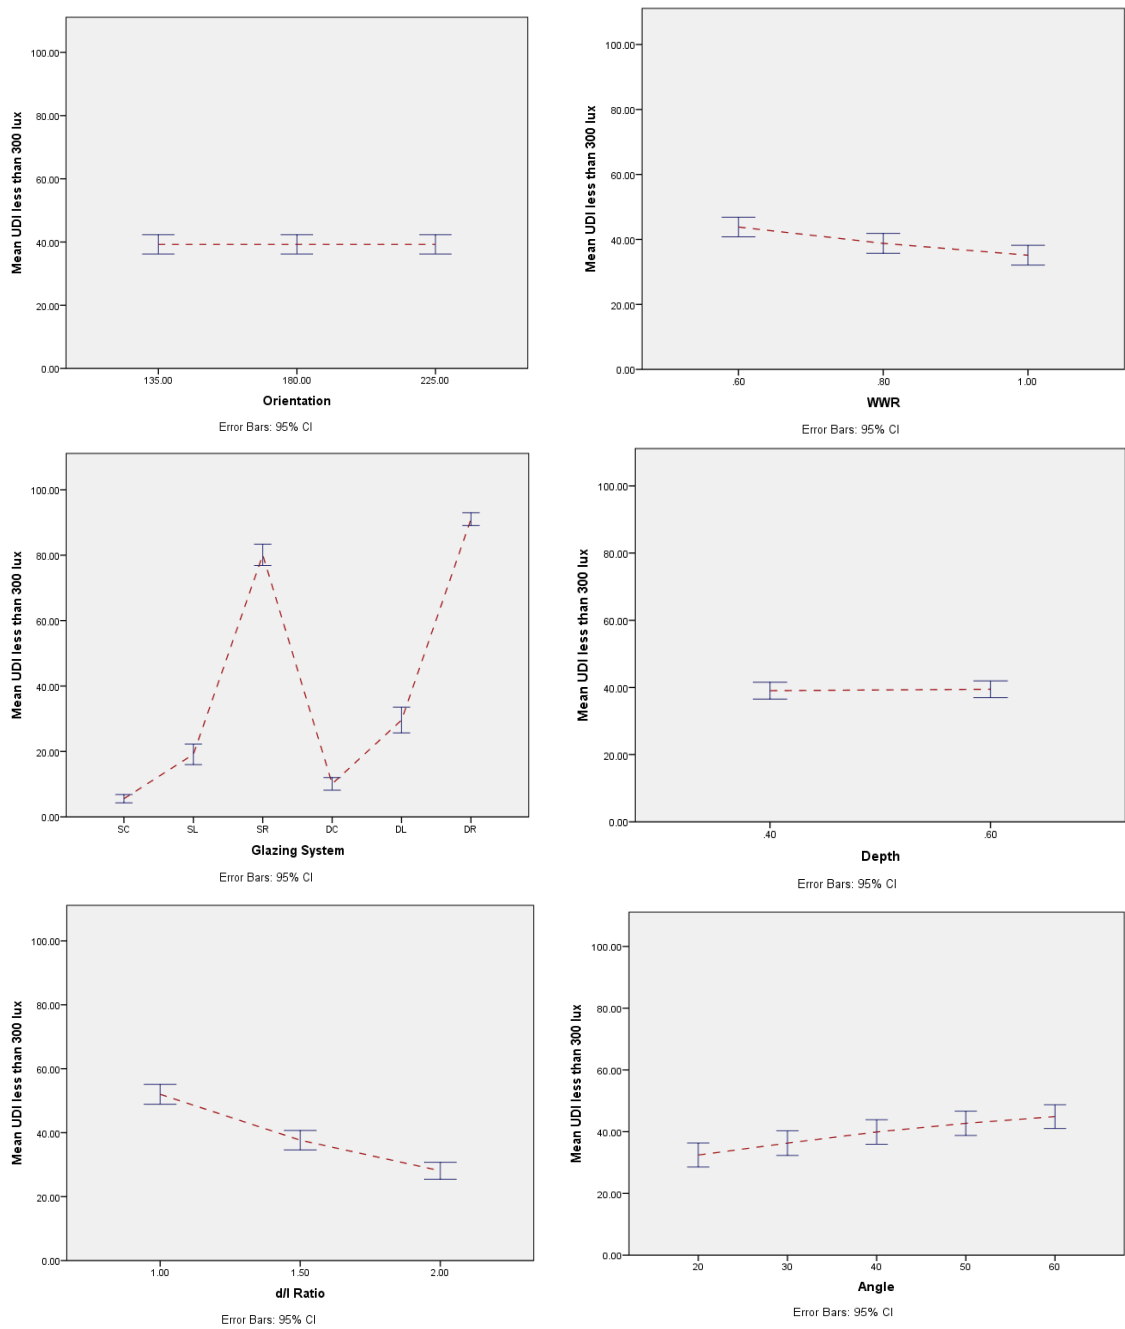 100.00
80.00
60.00
40.00
20.00
0.00
Mean UDI less than 300 lux
135.00 180.00 225.00
Orientation
Error Bars: 95% CI
100.00
80.00
60.00
40.00
20.00
0.00
Mean UDI less than 300 lux
.60 .80 1.00
WWR
Error Bars: 95% CI
100.00
80.00
60.00
40.00
20.00
0.00
Mean UDI less than 300 lux
SC SL SR DC DL DR
Glazing System
Error Bars: 95% CI
100.00
80.00
60.00
40.00
20.00
0.00
Mean UDI less than 300 lux
.40 .60
Depth
Error Bars: 95% CI
100.00
80.00
60.00
40.00
20.00
0.00
Mean UDI less than 300 lux
1.00 1.50 2.00
d/l Ratio
Error Bars: 95% CI
100.00
80.00
60.00
40.00
20.00
0.00
Mean UDI less than 300 lux
20 30 40 50 60
Angle
Error Bars: 95% CI